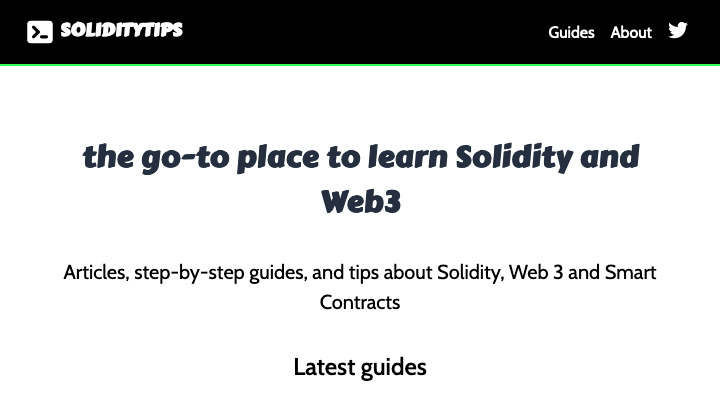 SOLIDITYTIPS
Guides About
the go-to place to learn Solidity and
Web3
Articles, step-by-step guides, and tips about Solidity, Web 3 and Smart
Contracts
Latest guides